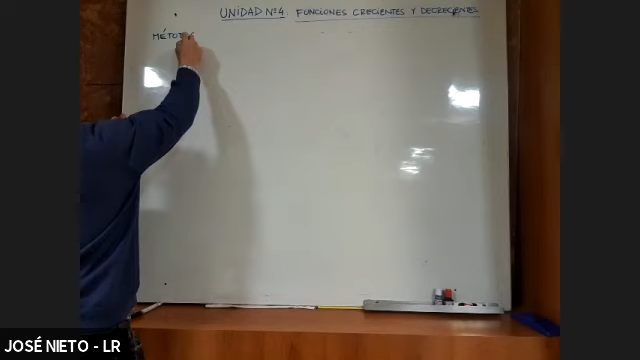 UNIDAD Nº4. FUNCIONES CRECIENTES Y DECRECIENTES
JOSÉ NIETO - LR